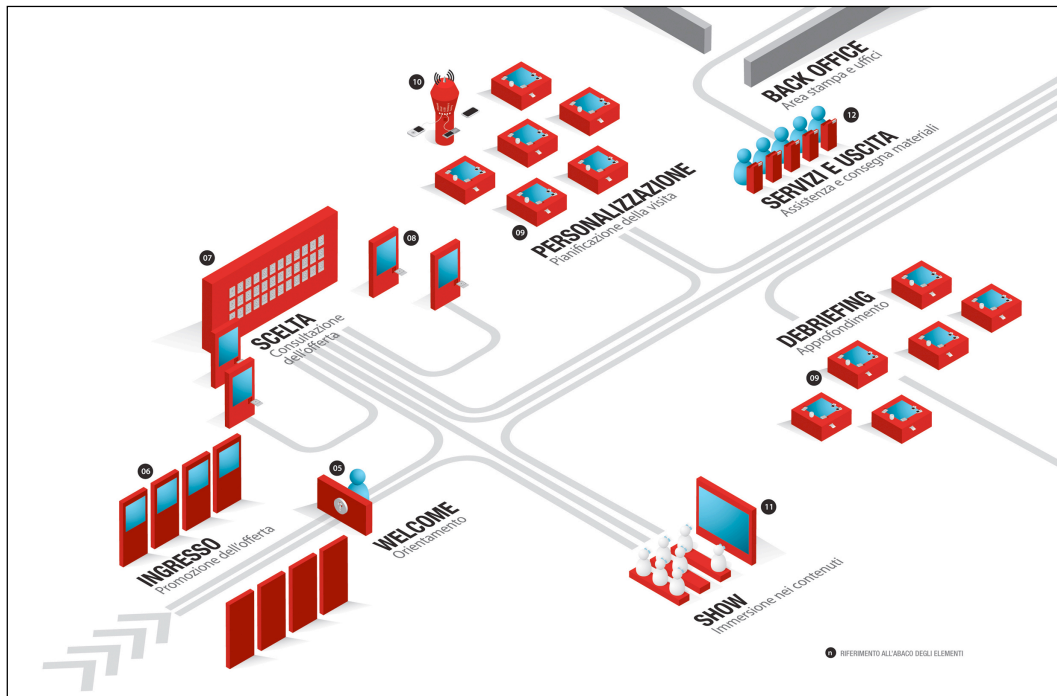 BACK OFFICE
Area stampa e uffici
10
12
SERVIZI E USCITA
Assistenza e consegna materiali
09
PERSONALIZZAZIONE
Pianificazione della visita
07
08
SCELTA
Consultazione
dell'offerta
DEBRIEFING
Approfondimento
09
06
05
INGRESSO
Promozione dell'offerta
WELCOME
Orientamento
11
SHOW
Immersione nei contenuti
n RIFERIMENTO ALL'ABACO DEGLI ELEMENTI